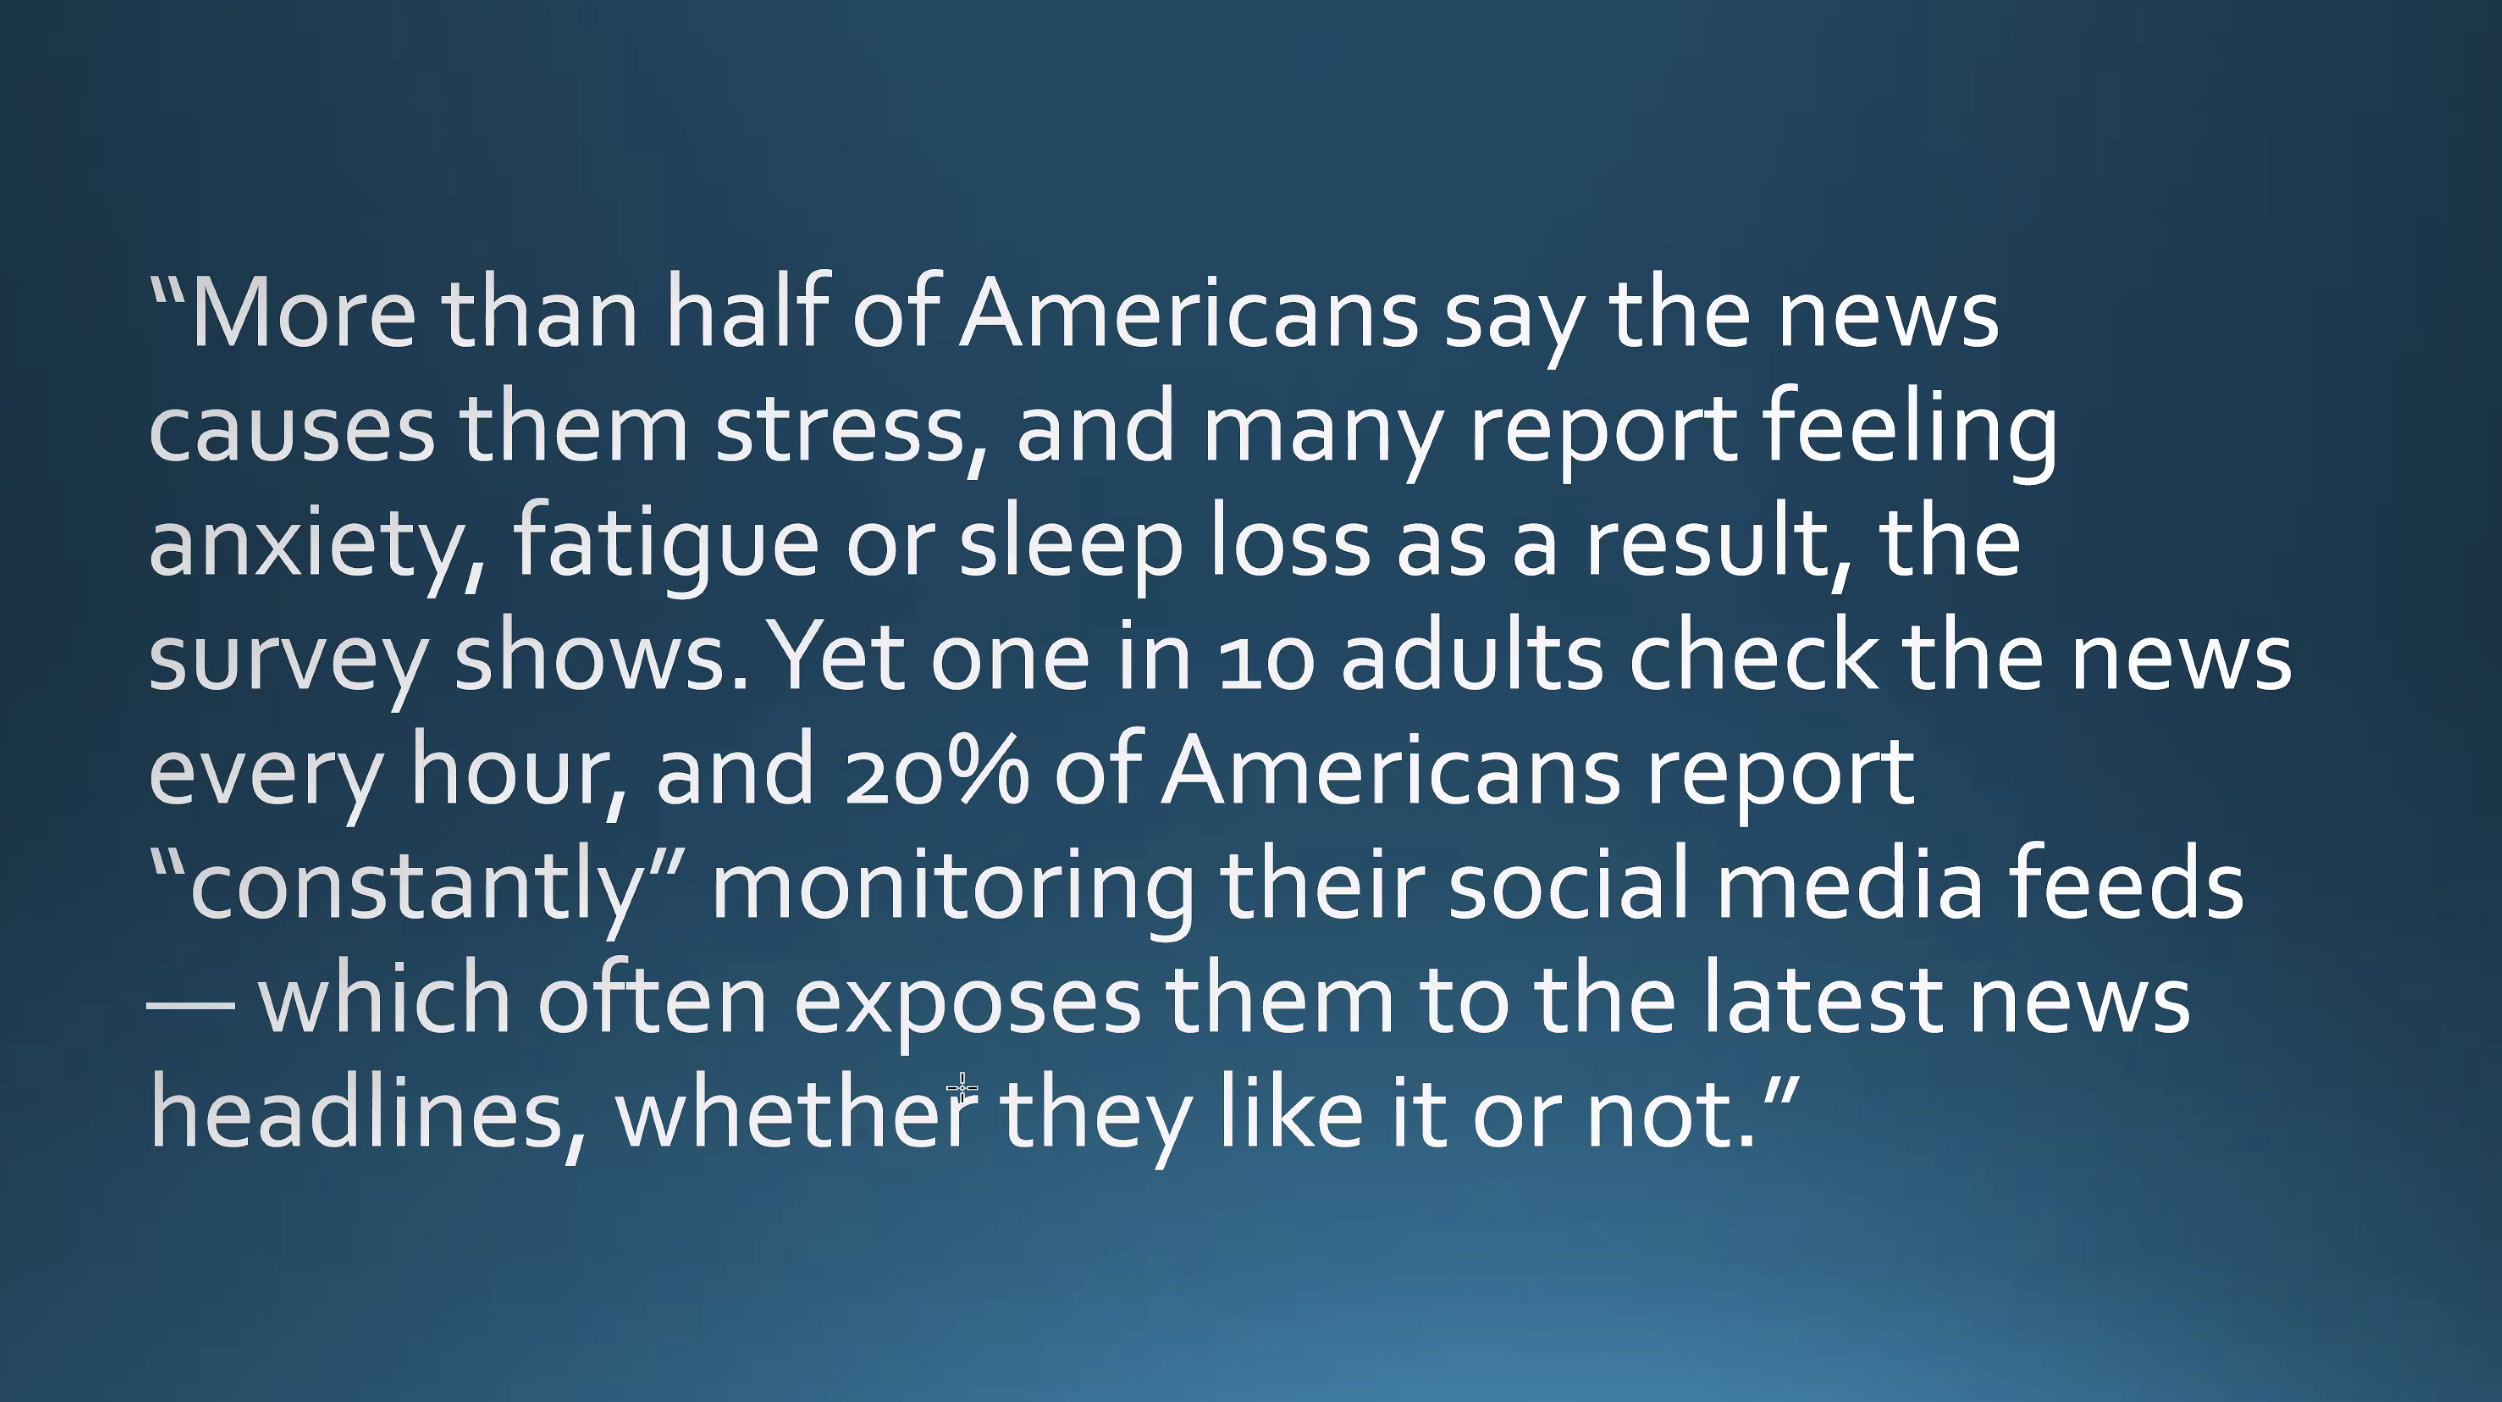 “More than half of Americans say the news
causes them stress, and many report feeling
anxiety, fatigue or sleep loss as a result, the
survey shows. Yet one in 10 adults check the news
every hour, and 20% of Americans report
“constantly” monitoring their social media feeds
— which often exposes them to the latest news
headlines, whether they like it or not.”